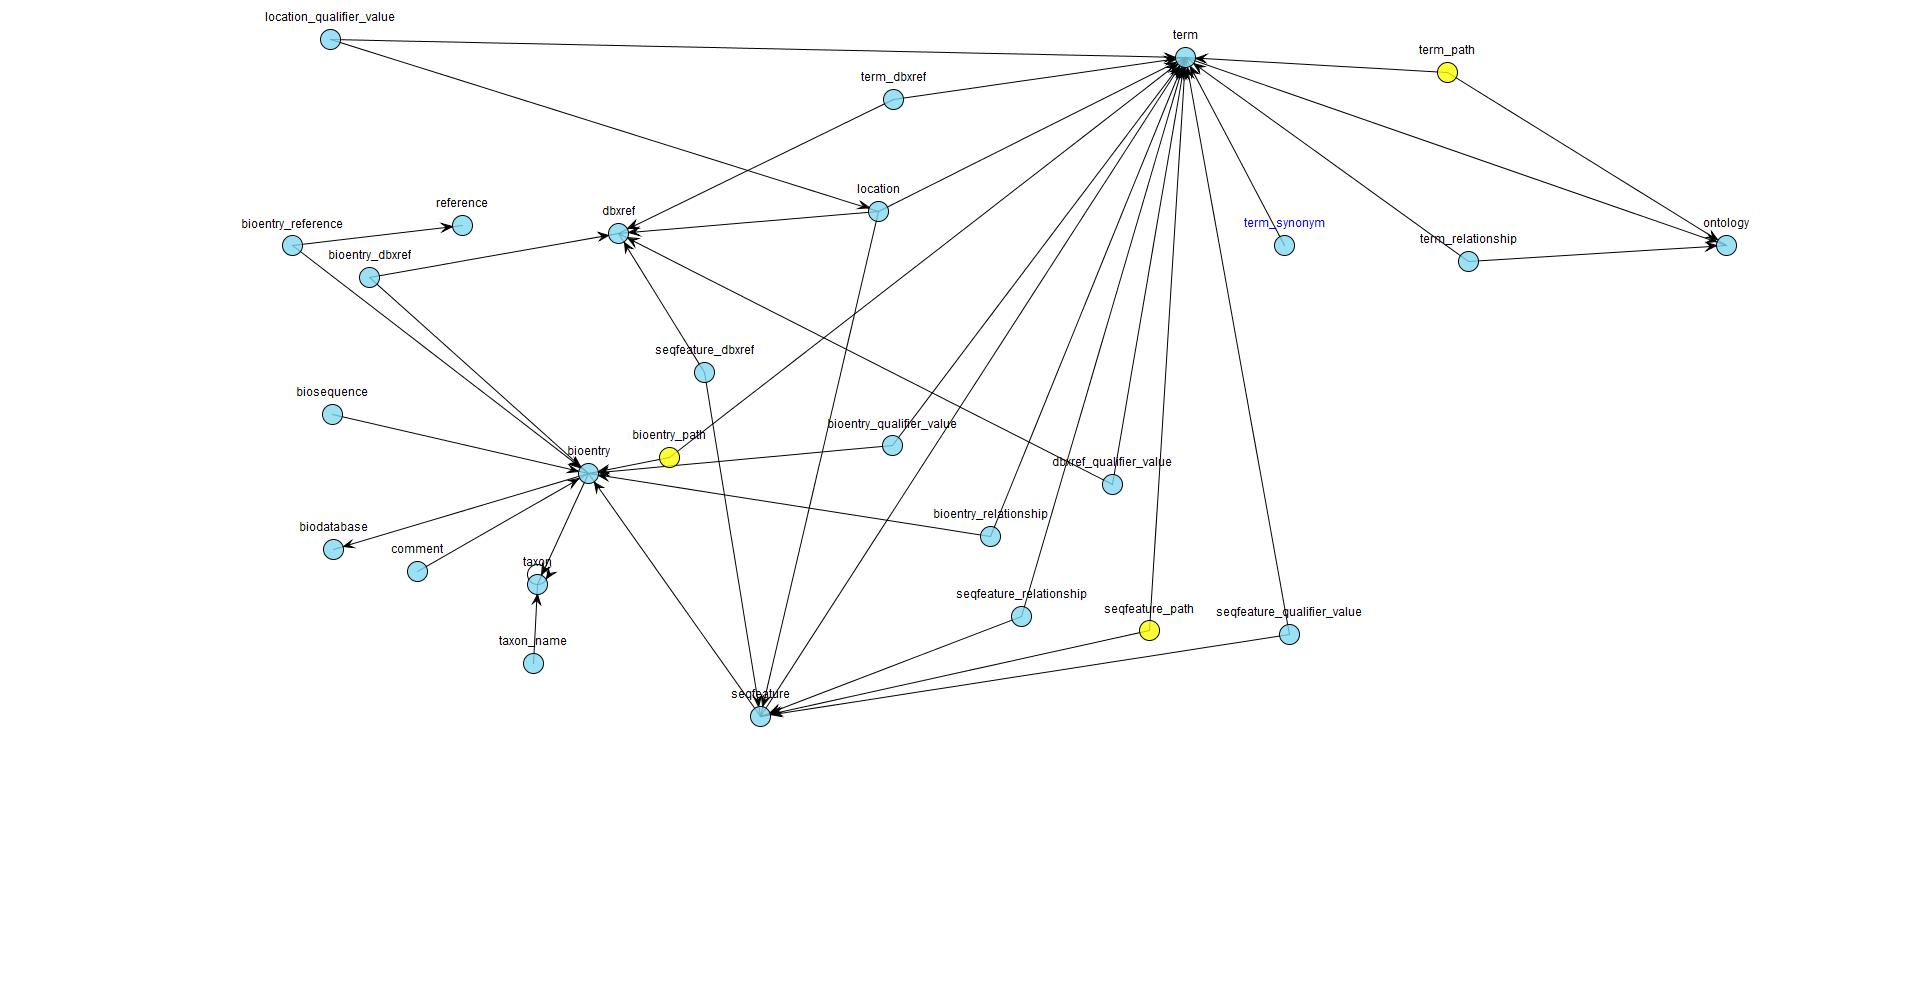 location_qualifier_value
term
term_path
term_dbxref
location
reference
dbxref
bioentry_reference
term_synonym
ontology
term_relationship
bioentry_dbxref
seqfeature_dbxref
biosequence
bioentry_qualifier_value
bioentry_path
bioentry
dbxref_qualifier_value
bioentry_relationship
biodatabase
comment
taxon
seqfeature_relationship
seqfeature_path
seqfeature_qualifier_value
taxon_name
seqfeature